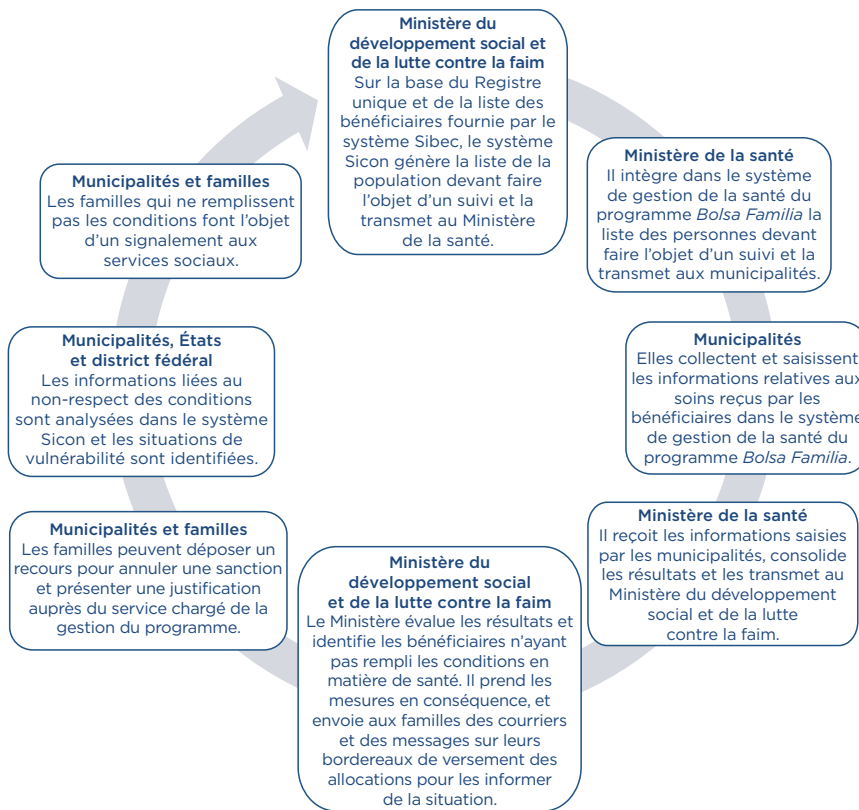 Ministère du
développement social et
de la lutte contre la faim
Sur la base du Registre
unique et de la liste des
bénéficiaires fournie par le
système Sibec, le système
Sicon génère la liste de la
population devant faire
l'objet d'un suivi et la
transmet au Ministère
de la santé.
Ministère de la santé
Il intègre dans le système
de gestion de la santé du
programme Bolsa Familia la
liste des personnes devant
faire l'objet d'un suivi et la
transmet aux municipalités.
Municipalités
Elles collectent et saisissent
les informations relatives aux
soins reçus par les
bénéficiaires dans le système
de gestion de la santé du
programme Bolsa Familia.
Ministère de la santé
Il reçoit les informations saisies
par les municipalités, consolide
les résultats et les transmet au
Ministère du développement
social et de la lutte
contre la faim.
Ministère du
développement social
et de la lutte contre la faim
Le Ministère évalue les résultats et
identifie les bénéficiaires n'ayant
pas rempli les conditions en
matière de santé. Il prend les
mesures en conséquence, et
envoie aux familles des courriers
et des messages sur leurs
bordereaux de versement des
allocations pour les informer
de la situation.
Municipalités et familles
Les familles peuvent déposer un
recours pour annuler une sanction
et présenter une justification
auprès du service chargé de la
gestion du programme.
Municipalités, États
et district fédéral
Les informations liées au
non-respect des conditions
sont analysées dans le système
Sicon et les situations de
vulnérabilité sont identifiées.
Municipalités et familles
Les familles qui ne remplissent
pas les conditions font l'objet
d'un signalement aux
services sociaux.